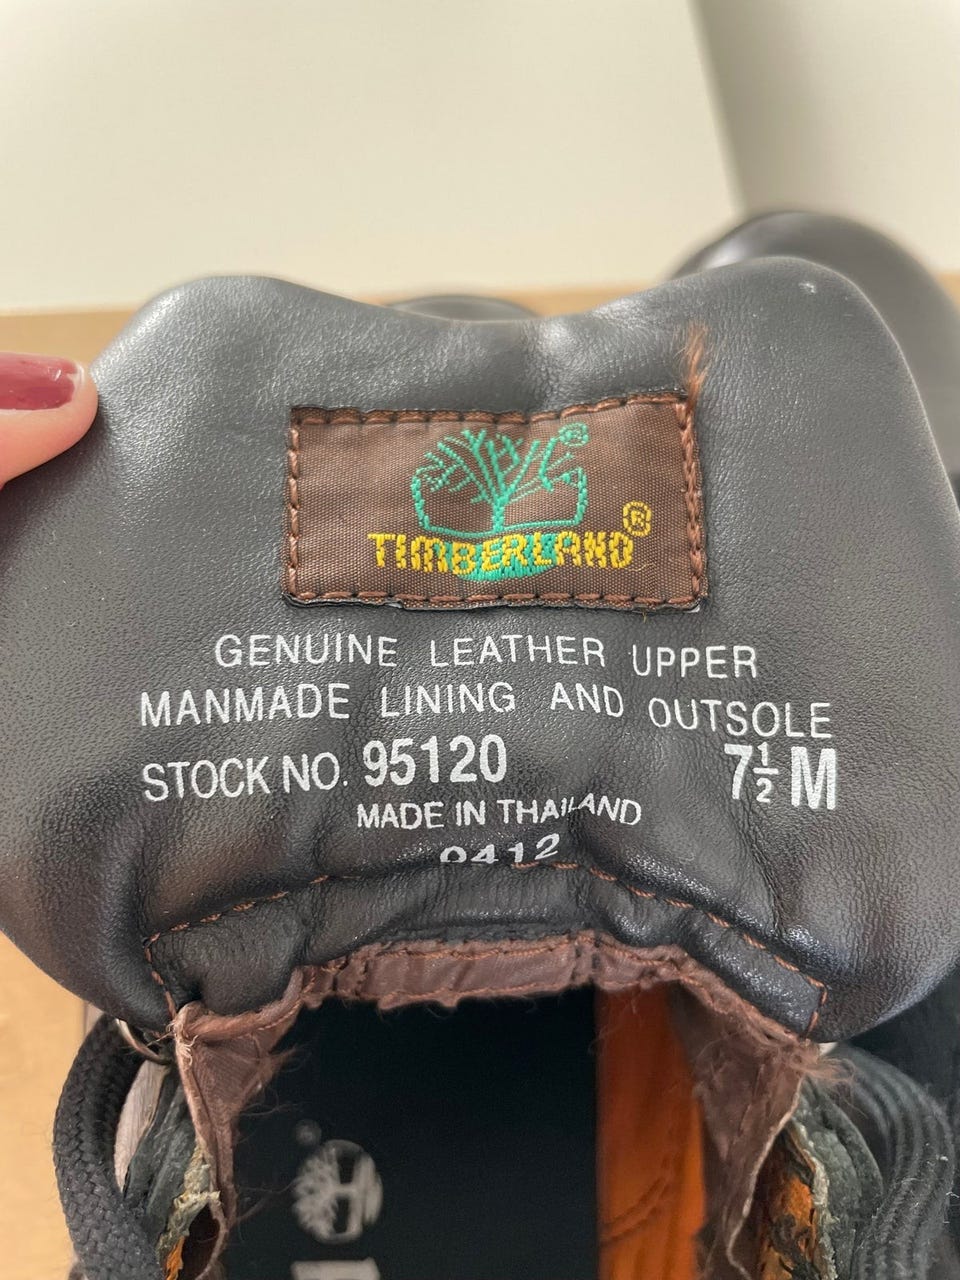 ®
TIMBERLAND®
GENUINE LEATHER UPPER
MANMADE LINING AND OUTSOLE
STOCK NO. 95120 7½ M
MADE IN THAILAND
0412